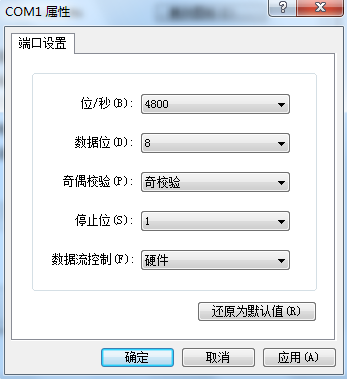 COM1 属性
端口设置
位/秒(B): 4800
数据位(D): 8
奇偶校验(P): 奇校验
停止位(S): 1
数据流控制(F): 硬件
还原为默认值(R)
确定 取消 应用(A)